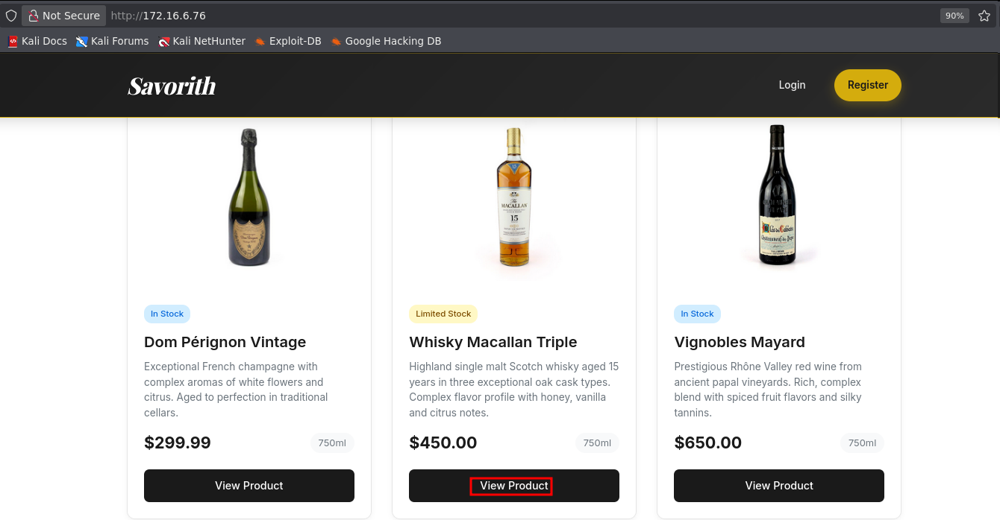 Not Secure http://172.16.6.76 90%
Kali Docs Kali Forums Kali NetHunter Exploit-DB Google Hacking DB
Savorith Login Register
MACALLAN
15
In Stock
Dom Pérignon Vintage
Exceptional French champagne with
complex aromas of white flowers and
citrus. Aged to perfection in traditional
cellars.
$299.99 750ml
View Product
Limited Stock
Whisky Macallan Triple
Highland single malt Scotch whisky aged 15
years in three exceptional oak cask types.
Complex flavor profile with honey, vanilla
and citrus notes.
$450.00 750ml
View Product
In Stock
Vignobles Mayard
Prestigious Rhône Valley red wine from
ancient papal vineyards. Rich, complex
blend with spiced fruit flavors and silky
tannins.
$650.00 750ml
View Product